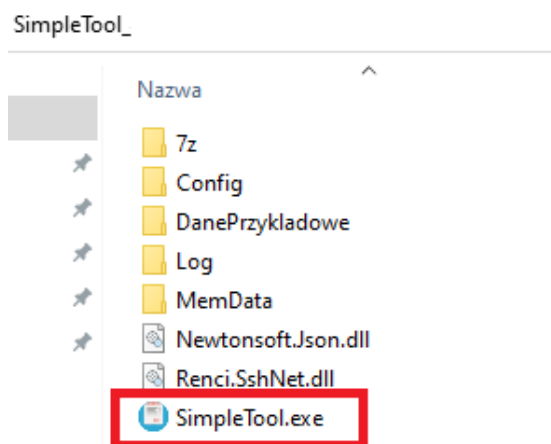 SimpleTool_
Nazwa
7z
Config
DanePrzykladowe
Log
MemData
Newtonsoft.Json.dll
Renci.SshNet.dll
SimpleTool.exe